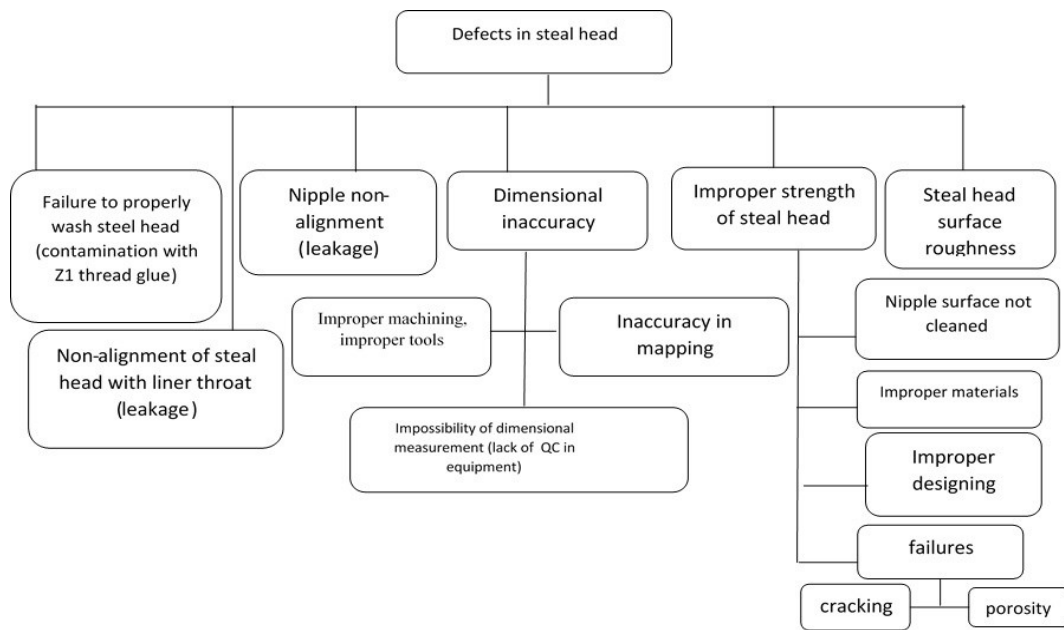 Defects in steal head
Failure to properly
wash steel head
(contamination with
Z1 thread glue)
Non-alignment of steal
head with liner throat
(leakage)
Nipple non-
alignment
(leakage)
Dimensional
inaccuracy
Improper machining,
improper tools
Inaccuracy in
mapping
Impossibility of dimensional
measurement (lack of QC in
equipment)
Improper strength
of steal head
Nipple surface not
cleaned
Improper materials
Improper
designing
failures
cracking
porosity
Steal head
surface
roughness